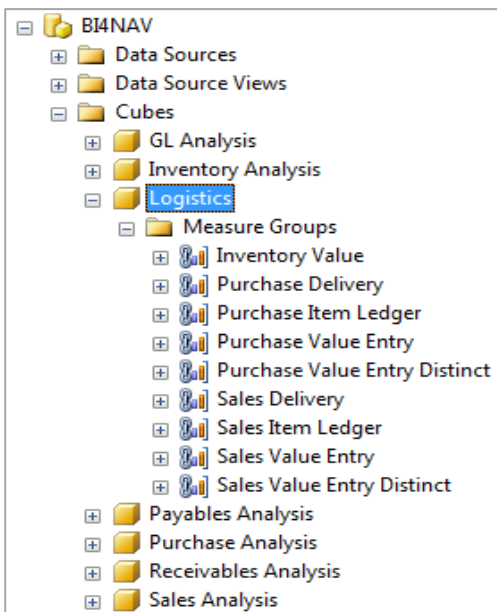 BI4NAV
Data Sources
Data Source Views
Cubes
GL Analysis
Inventory Analysis
Logistics
Measure Groups
Inventory Value
Purchase Delivery
Purchase Item Ledger
Purchase Value Entry
Purchase Value Entry Distinct
Sales Delivery
Sales Item Ledger
Sales Value Entry
Sales Value Entry Distinct
Payables Analysis
Purchase Analysis
Receivables Analysis
Sales Analysis